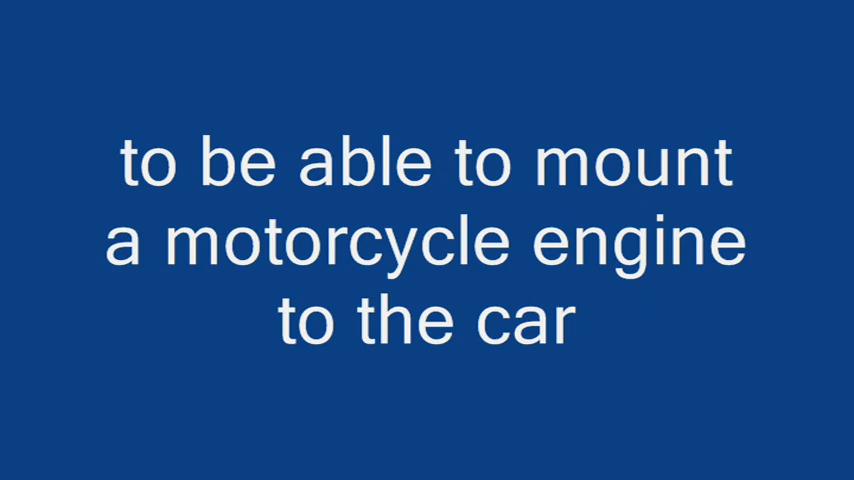 to be able to mount
a motorcycle engine
to the car